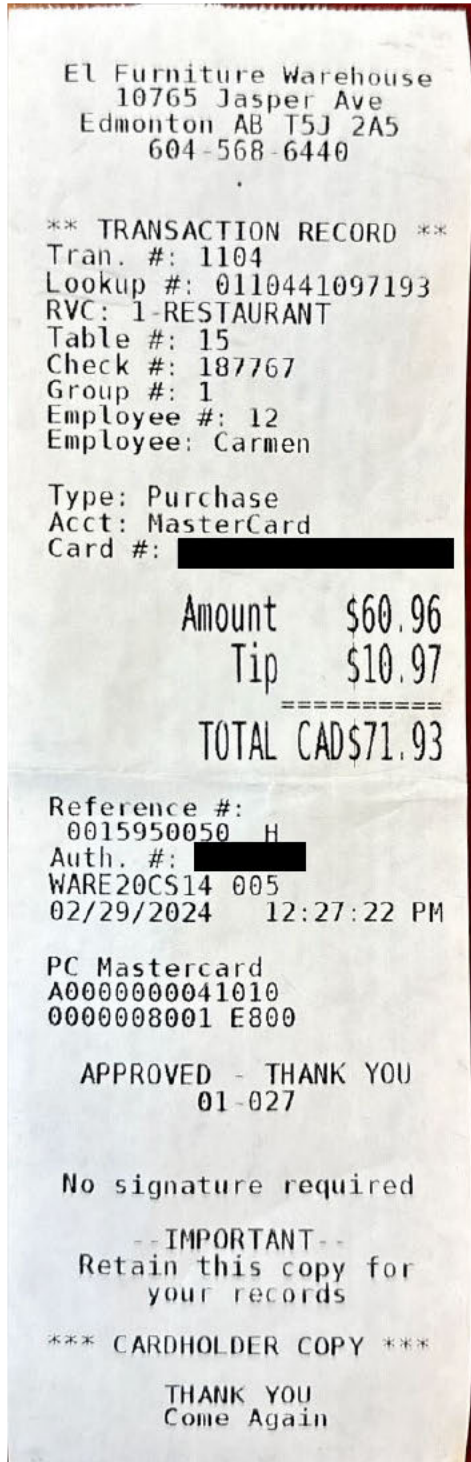 El Furniture Warehouse
10765 Jasper Ave
Edmonton AB T5J 2A5
604-568-6440
.
** TRANSACTION RECORD **
Tran. #: 1104
Lookup #: 0110441097193
RVC: 1-RESTAURANT
Table #: 15
Check #: 187767
Group #: 1
Employee #: 12
Employee: Carmen
Type: Purchase
Acct: MasterCard
Card #:
Amount $60.96
Tip $10.97
==========
TOTAL CAD$71.93
Reference #:
0015950050 H
Auth. #:
WARE20CS14 005
02/29/2024 12:27:22 PM
PC Mastercard
A0000000041010
0000008001 E800
APPROVED - THANK YOU
01-027
No signature required
--IMPORTANT--
Retain this copy for
your records
*** CARDHOLDER COPY ***
THANK YOU
Come Again